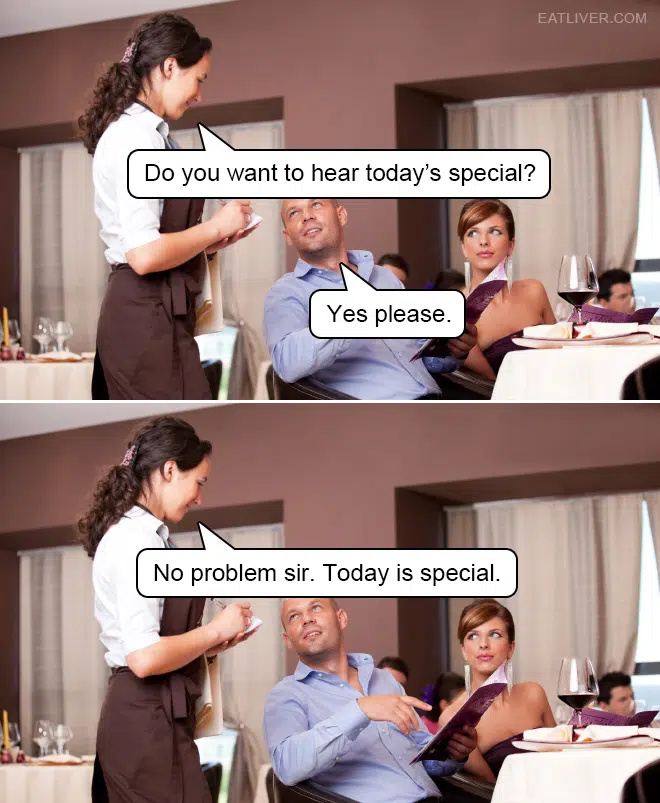 EATLIVER.COM
Do you want to hear today’s special?
Yes please.
No problem sir. Today is special.